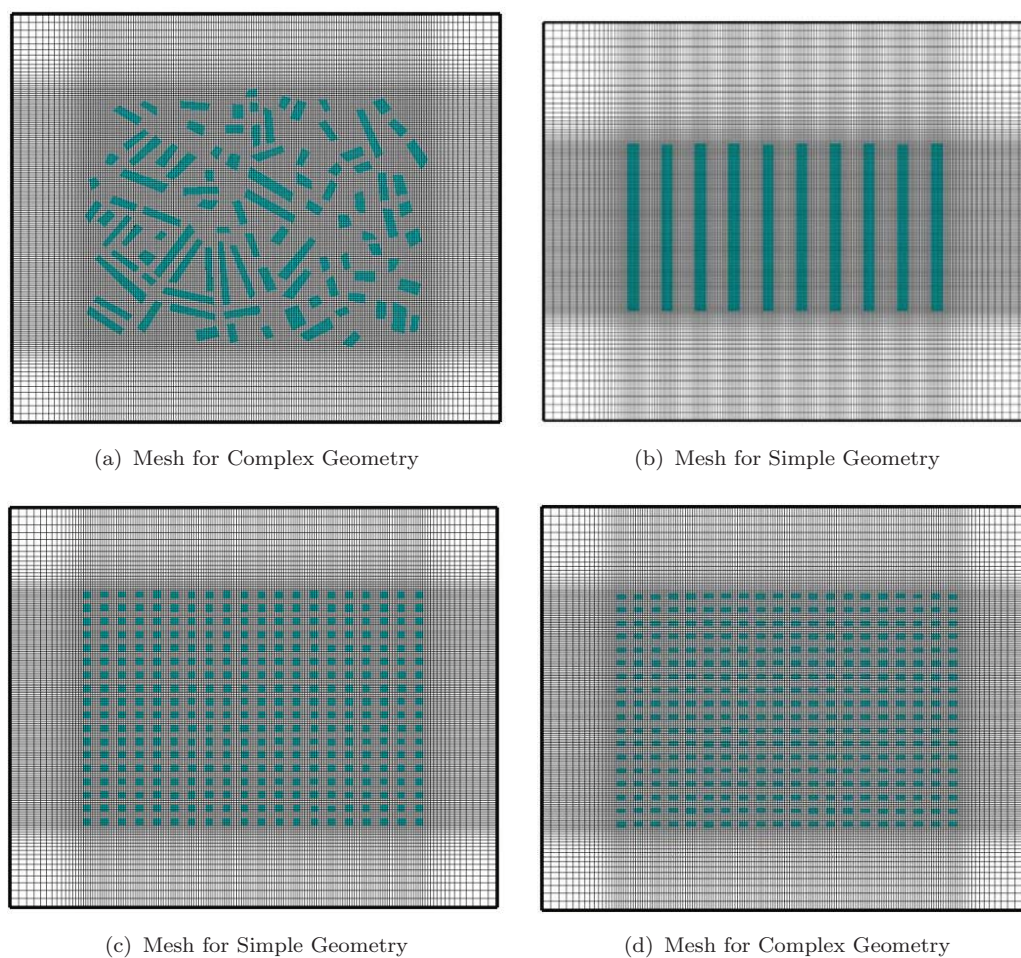 (a) Mesh for Complex Geometry
(b) Mesh for Simple Geometry
(c) Mesh for Simple Geometry
(d) Mesh for Complex Geometry